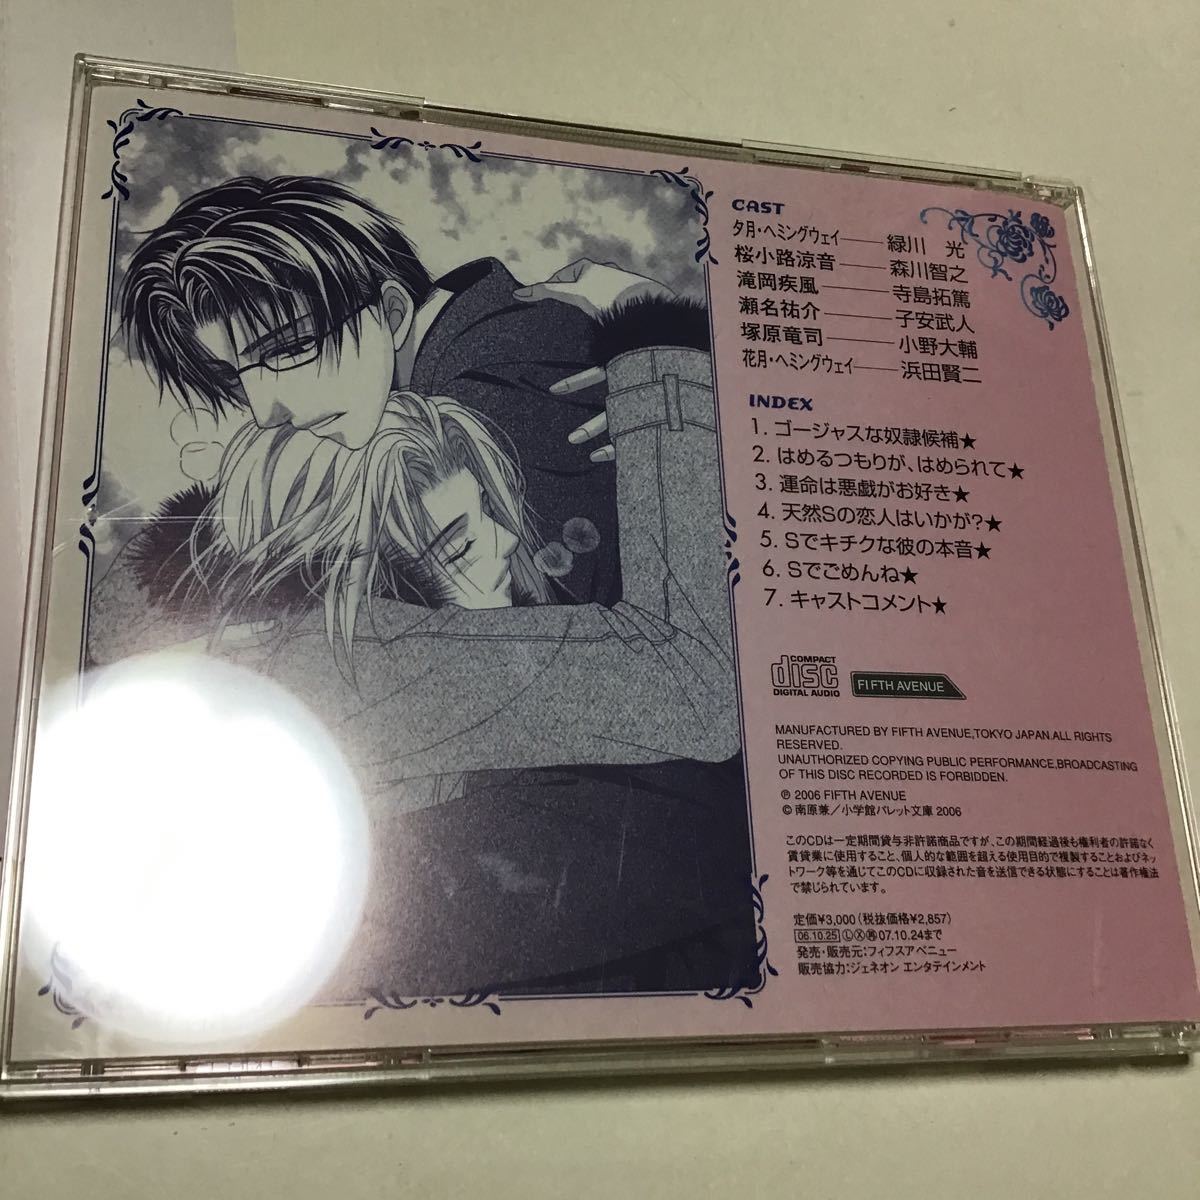 CAST
夕月・ヘミングウェイ――緑川　光
桜小路涼音――森川智之
滝岡疾風――寺島拓篤
瀬名祐介――子安武人
塚原竜司――小野大輔
花月・ヘミングウェイ――浜田賢二
INDEX
1. ゴージャスな奴隷候補★
2. はめるつもりが、はめられて★
3. 運命は悪戯がお好き★
4. 天然Sの恋人はいかが?★
5. Sでキチクな彼の本音★
6. Sでごめんね★
7. キャストコメント★
COMPACT
disc
DIGITAL AUDIO
FIFTH AVENUE
MANUFACTURED BY FIFTH AVENUE,TOKYO JAPAN.ALL RIGHTS
RESERVED.
UNAUTHORIZED COPYING PUBLIC PERFORMANCE,BROADCASTING
OF THIS DISC RECORDED IS FORBIDDEN.
℗ 2006 FIFTH AVENUE
© 南原兼／小学館パレット文庫 2006
このCDは一定期間貸与非許諾商品ですが、この期間経過後も権利者の許諾なく
賃貸業に使用すること、個人的な範囲を超える使用目的で複製することおよびネッ
トワーク等を通じてこのCDに収録された音を送信できる状態にすることは著作権法
で禁じられています。
定価¥3,000(税抜価格¥2,857)
06.10.25 Ⓛ Ⓧ ㊐ 07.10.24まで
発売・販売元：フィフスアベニュー
販売協力：ジェネオン エンタテインメント